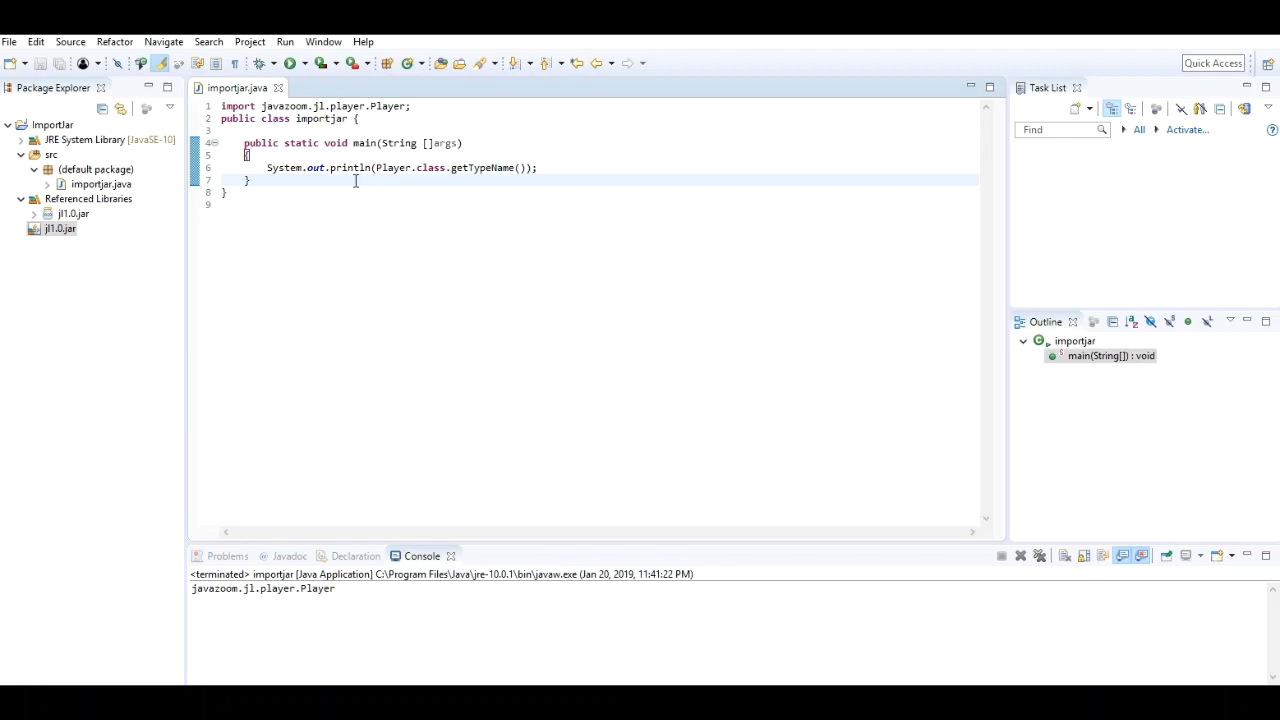 File Edit Source Refactor Navigate Search Project Run Window Help
Quick Access
Package Explorer
ImportJar
JRE System Library [JavaSE-10]
src
(default package)
importjar.java
Referenced Libraries
jl1.0.jar
jl1.0.jar
importjar.java
1 import javazoom.jl.player.Player;
2 public class importjar {
3
4 public static void main(String []args)
5 {
6 System.out.println(Player.class.getTypeName());
7 }
8 }
9
Task List
Find All Activate...
Outline
importjar
main(String[]) : void
Problems Javadoc Declaration Console
<terminated> importjar [Java Application] C:\Program Files\Java\jre-10.0.1\bin\javaw.exe (Jan 20, 2019, 11:41:22 PM)
javazoom.jl.player.Player